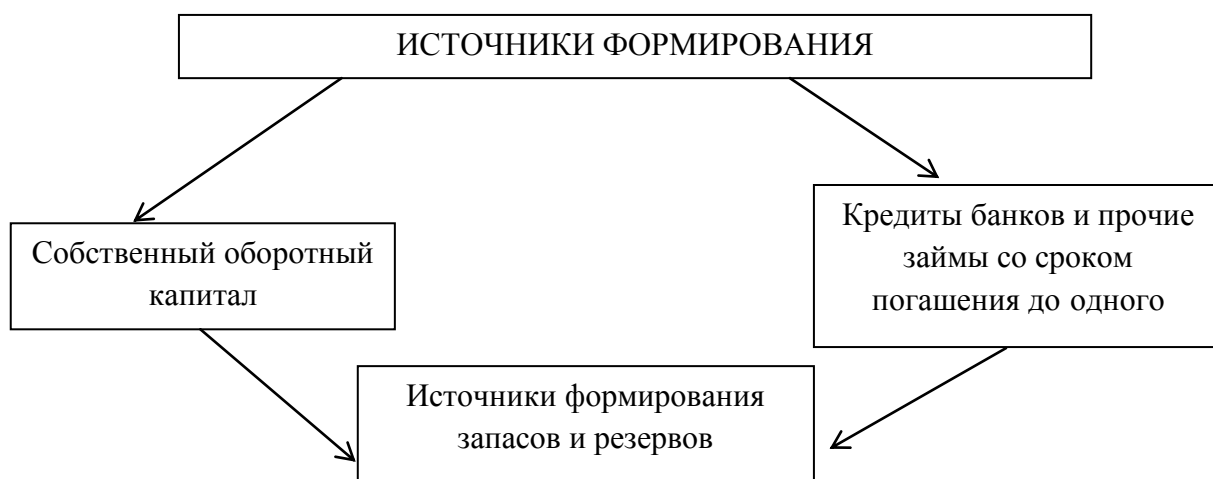 ИСТОЧНИКИ ФОРМИРОВАНИЯ
Собственный оборотный
капитал
Кредиты банков и прочие
займы со сроком
погашения до одного
Источники формирования
запасов и резервов